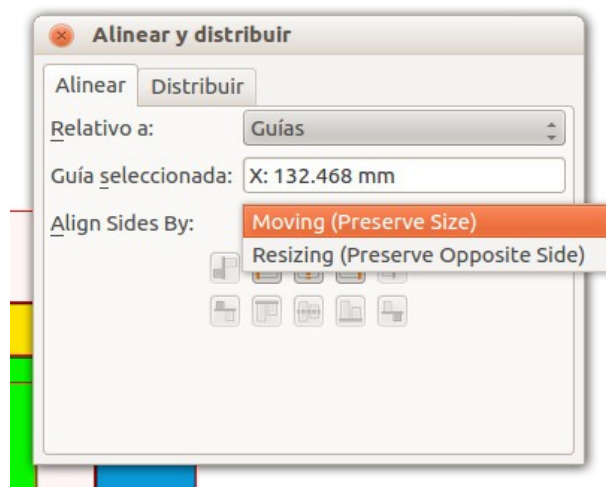 Alinear y distribuir
Alinear Distribuir
Relativo a: Guías
Guía seleccionada: X: 132.468 mm
Align Sides By: Moving (Preserve Size)
Resizing (Preserve Opposite Side)